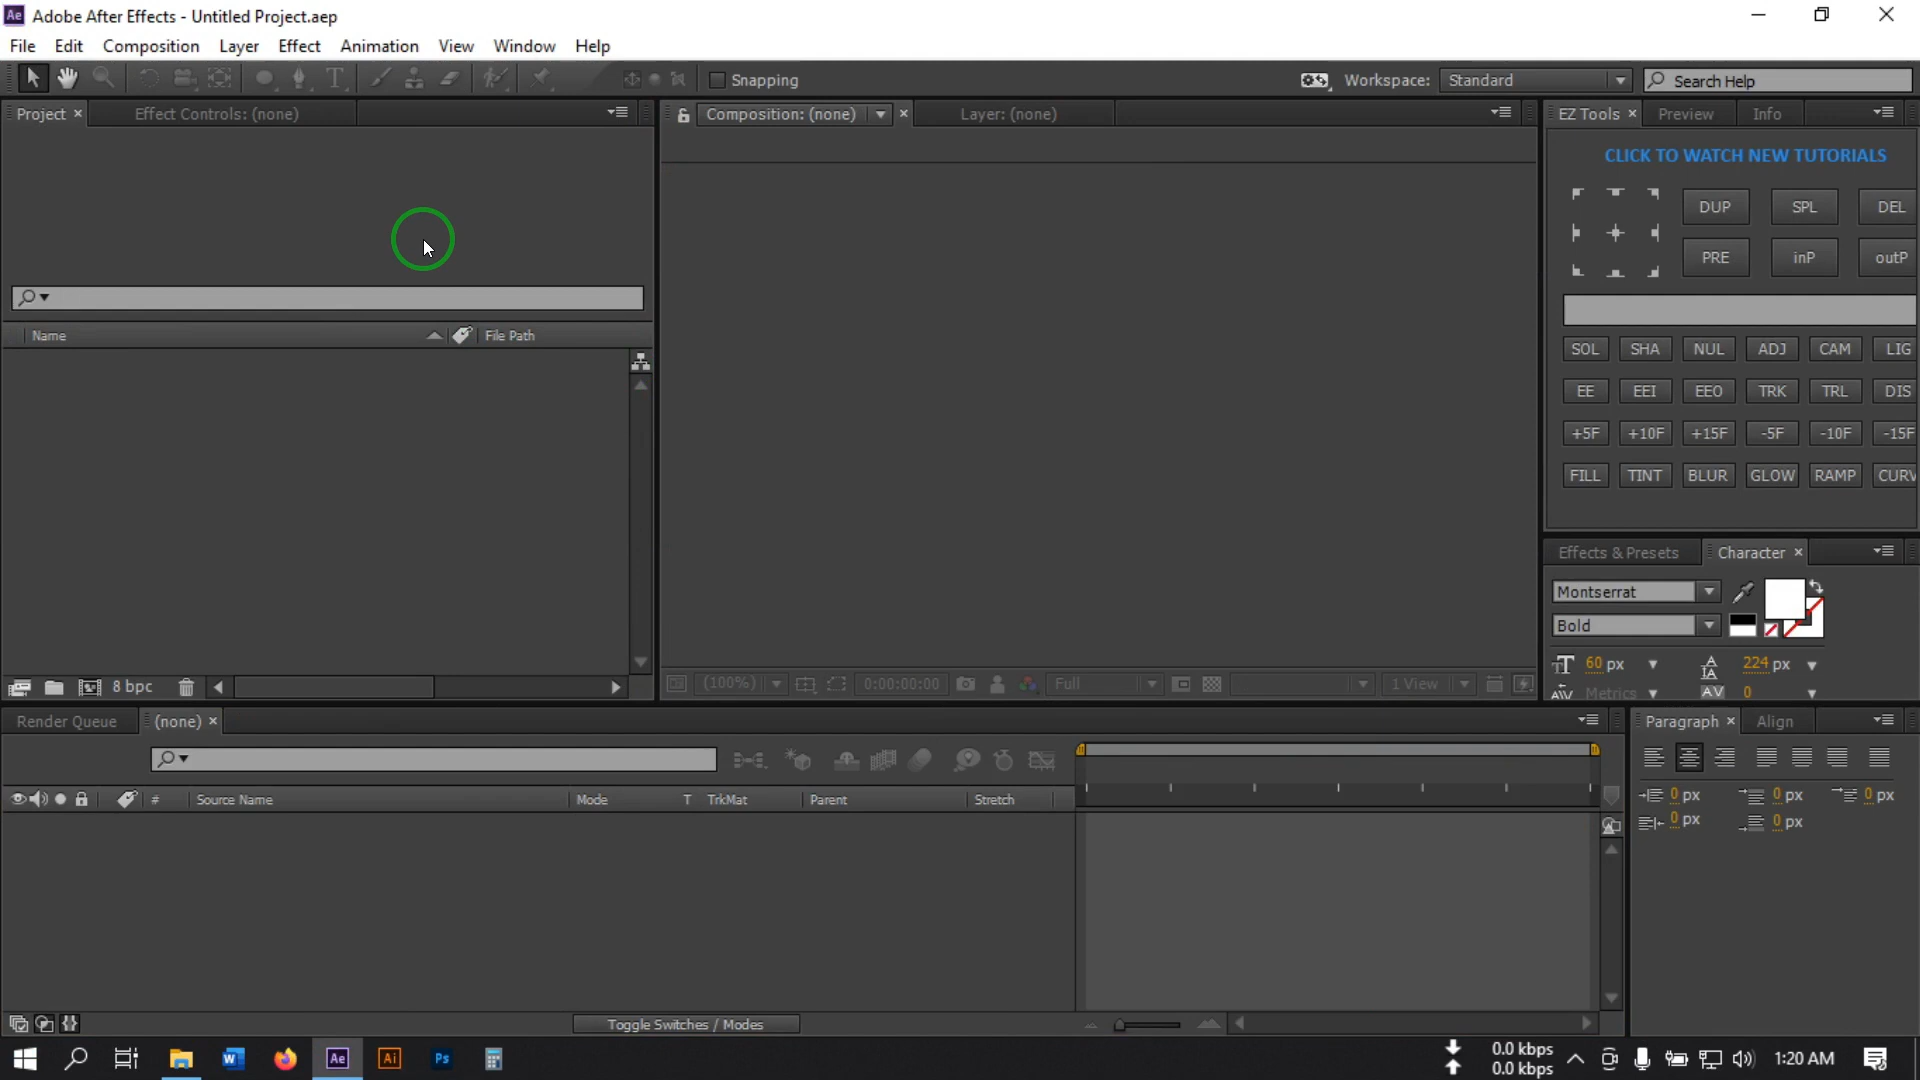 Ae Adobe After Effects - Untitled Project.aep
File Edit Composition Layer Effect Animation View Window Help
T Snapping Workspace: Standard Search Help
Project × Effect Controls: (none) Composition: (none) × Layer: (none) EZ Tools × Preview Info
CLICK TO WATCH NEW TUTORIALS
DUP SPL DEL
PRE inP outP
Name File Path
SOL SHA NUL ADJ CAM LIG
EE EEI EEO TRK TRL DIS
+5F +10F +15F -5F -10F -15F
FILL TINT BLUR GLOW RAMP CURV
Effects & Presets Character ×
Montserrat
Bold
60 px 224 px
Metrics AV 0
8 bpc (100%) 0:00:00:00 Full 1 View
Render Queue (none) × Paragraph × Align
# Source Name Mode T TrkMat Parent Stretch
0 px 0 px 0 px
0 px 0 px
Toggle Switches / Modes
W Ae Ai Ps 0.0 kbps 0.0 kbps 1:20 AM